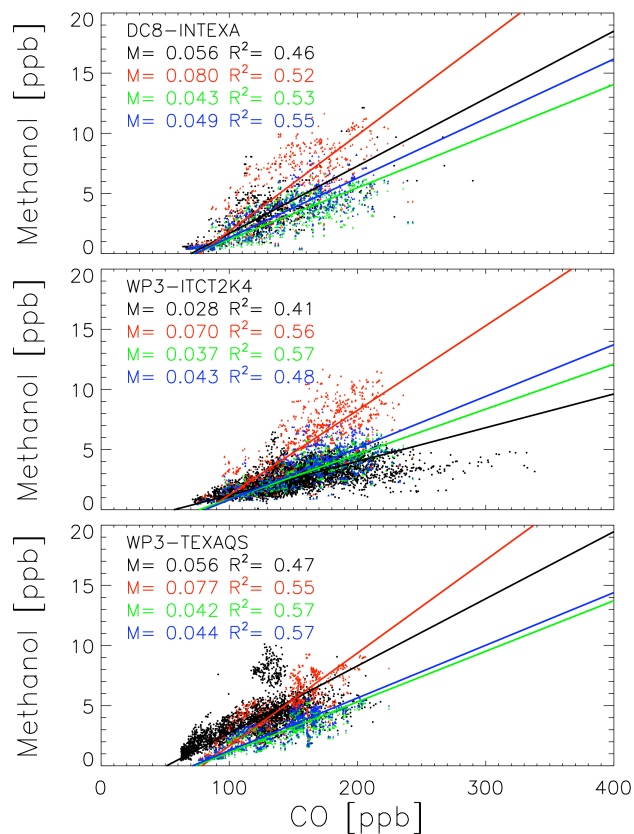 20
DC8-INTEXA
M= 0.056 R²= 0.46
M= 0.080 R²= 0.52
M= 0.043 R²= 0.53
M= 0.049 R²= 0.55
15
10
5
0
Methanol [ppb]
20
WP3-ITCT2K4
M= 0.028 R²= 0.41
M= 0.070 R²= 0.56
M= 0.037 R²= 0.57
M= 0.043 R²= 0.48
15
10
5
0
Methanol [ppb]
20
WP3-TEXAQS
M= 0.056 R²= 0.47
M= 0.077 R²= 0.55
M= 0.042 R²= 0.57
M= 0.044 R²= 0.57
15
10
5
0
Methanol [ppb]
0 100 200 300 400
CO [ppb]